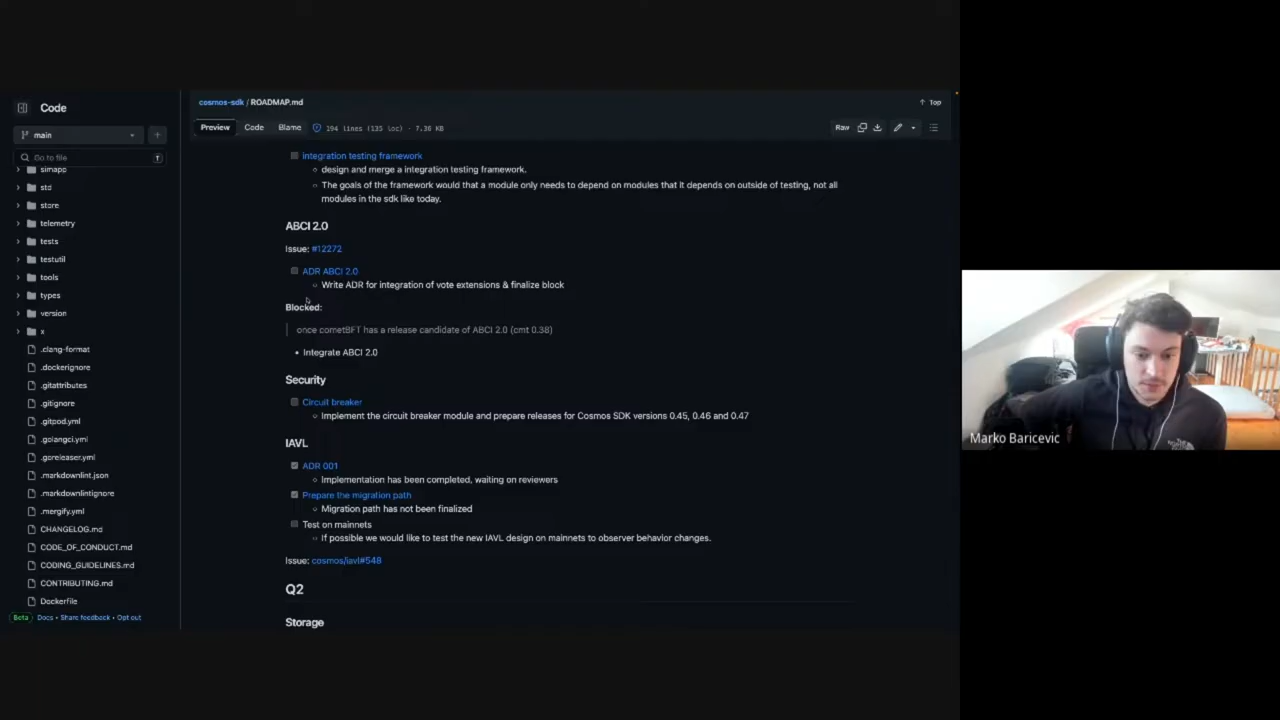 Code
main
Go to file
T
simapp
std
store
telemetry
tests
testutil
tools
types
version
x
.clang-format
.dockerignore
.gitattributes
.gitignore
.gitpod.yml
.golangci.yml
.goreleaser.yml
.markdownlint.json
.markdownlintignore
.mergify.yml
CHANGELOG.md
CODE_OF_CONDUCT.md
CODING_GUIDELINES.md
CONTRIBUTING.md
Dockerfile
Beta Docs • Share feedback • Opt out
cosmos-sdk / ROADMAP.md
Top
Preview Code Blame 194 lines (135 loc) · 7.38 KB
Raw
integration testing framework
design and merge a integration testing framework.
The goals of the framework would that a module only needs to depend on modules that it depends on outside of testing, not all
modules in the sdk like today.
ABCI 2.0
Issue: #12272
ADR ABCI 2.0
Write ADR for integration of vote extensions & finalize block
Blocked:
once cometBFT has a release candidate of ABCI 2.0 (cmt 0.38)
Integrate ABCI 2.0
Security
Circuit breaker
Implement the circuit breaker module and prepare releases for Cosmos SDK versions 0.45, 0.46 and 0.47
IAVL
ADR 001
Implementation has been completed, waiting on reviewers
Prepare the migration path
Migration path has not been finalized
Test on mainnets
If possible we would like to test the new IAVL design on mainnets to observer behavior changes.
Issue: cosmos/iavl#548
Q2
Storage
Marko Baricevic